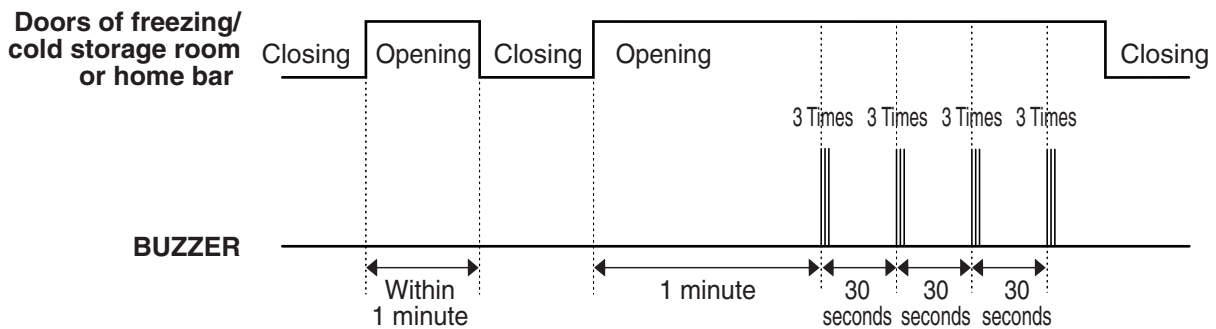 Doors of freezing/
cold storage room
or home bar
Closing Opening Closing Opening Closing
3 Times 3 Times 3 Times 3 Times
BUZZER
Within
1 minute
1 minute
30
seconds
30
seconds
30
seconds